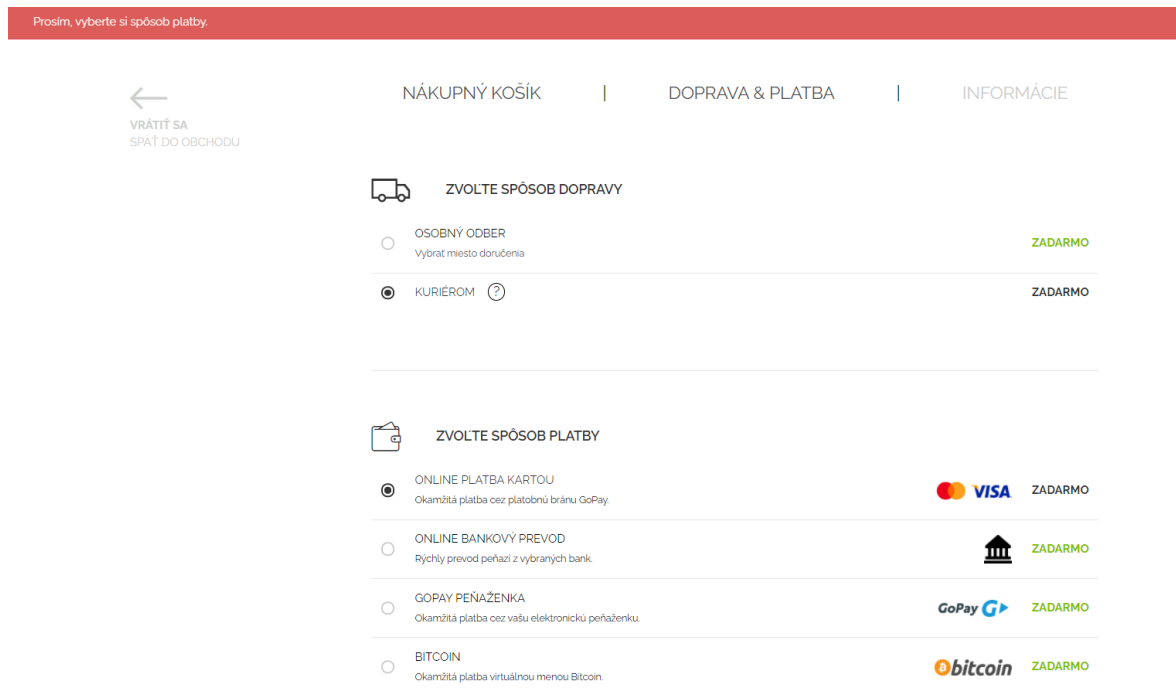 Prosím, vyberte si spôsob platby.
NÁKUPNÝ KOŠÍK | DOPRAVA & PLATBA | INFORMÁCIE
VRÁTIŤ SA
SPÄŤ DO OBCHODU
ZVOĽTE SPÔSOB DOPRAVY
OSOBNÝ ODBER
Vybrať miesto doručenia
ZADARMO
KURIÉROM ? ZADARMO
ZVOĽTE SPÔSOB PLATBY
ONLINE PLATBA KARTOU
Okamžitá platba cez platobnú bránu GoPay.
VISA ZADARMO
ONLINE BANKOVÝ PREVOD
Rýchly prevod peňazí z vybraných bank.
ZADARMO
GOPAY PEŇAŽENKA
Okamžitá platba cez vašu elektronickú peňaženku.
GoPay G ZADARMO
BITCOIN
Okamžitá platba virtuálnou menou Bitcoin.
bitcoin ZADARMO